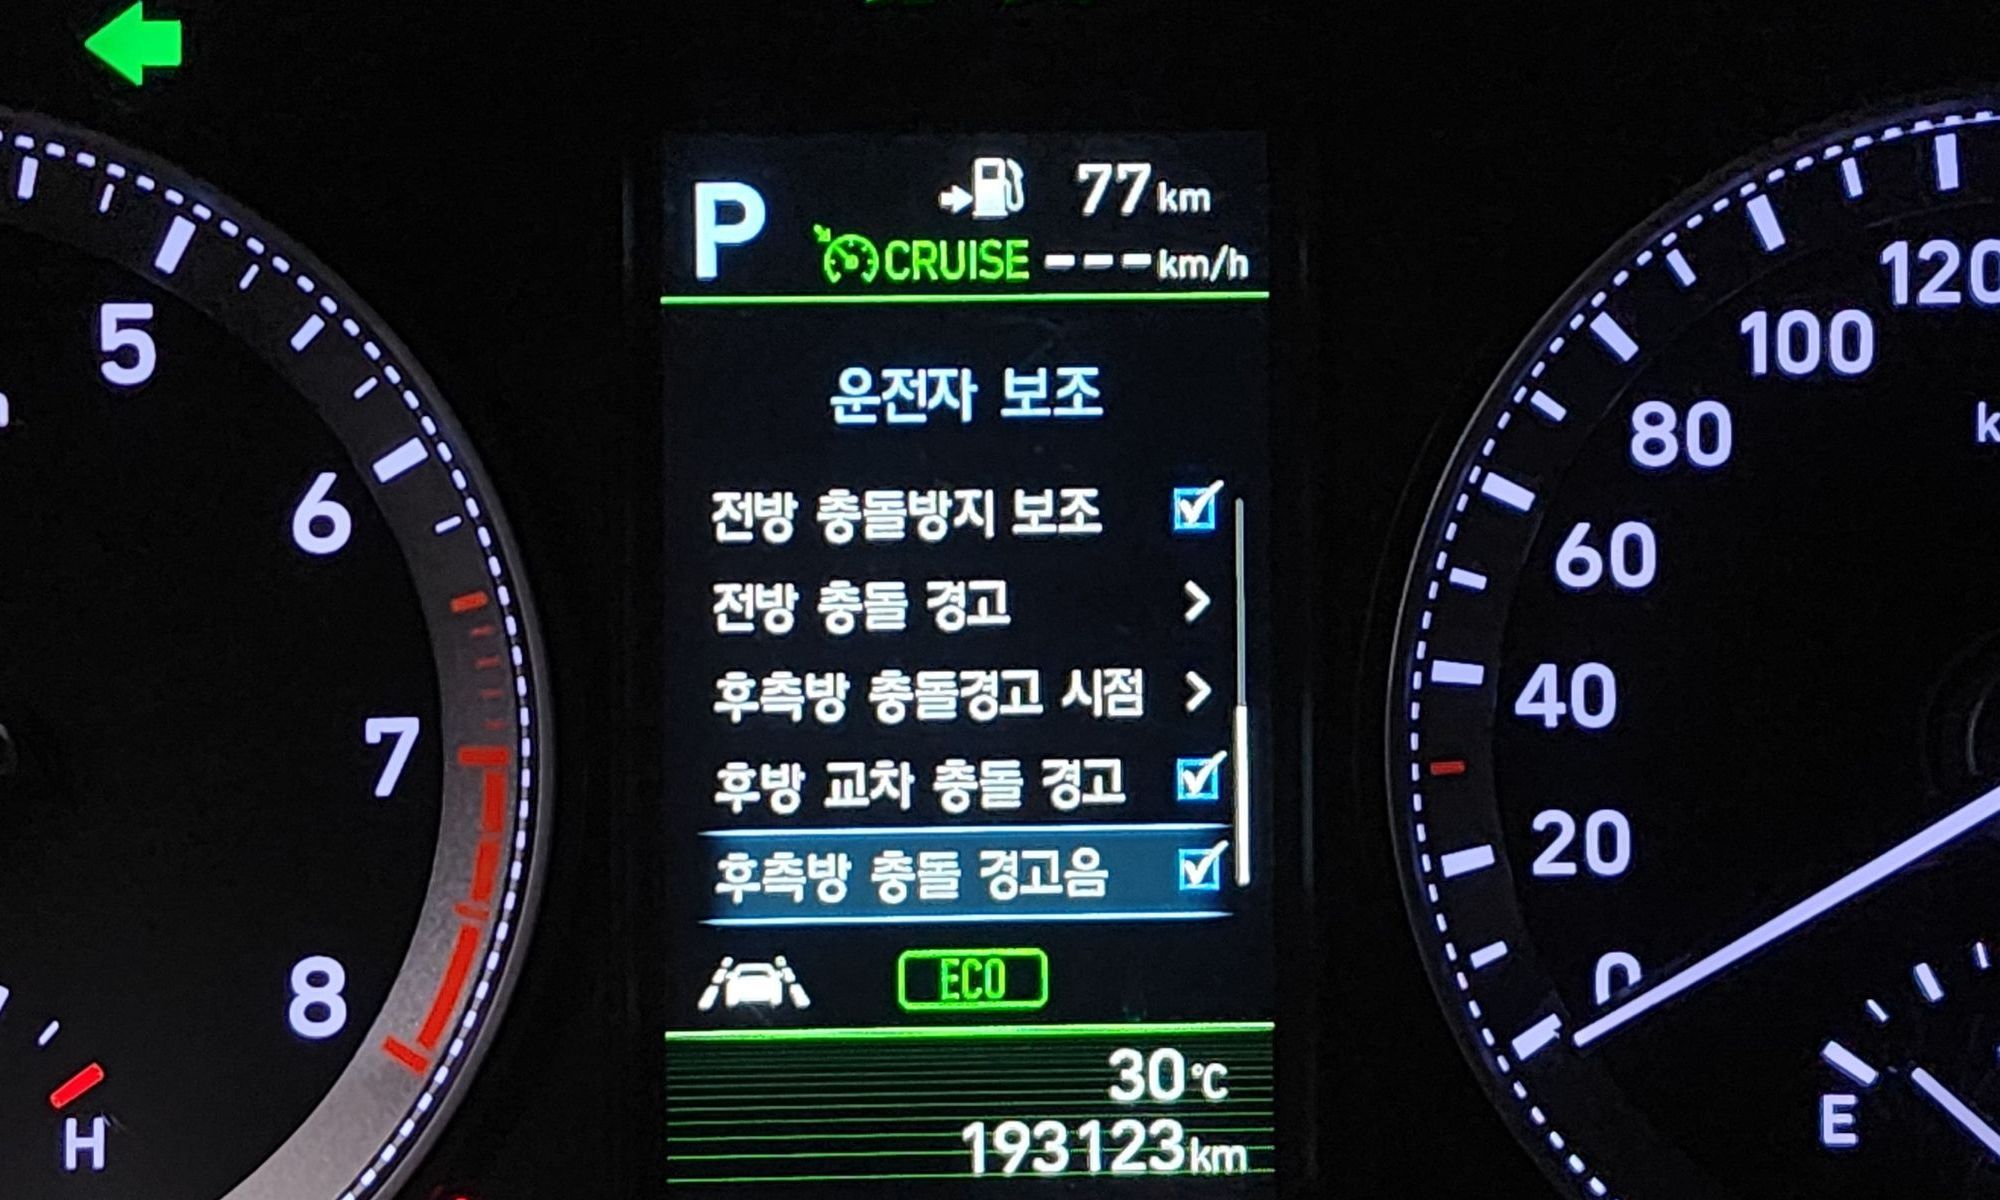 P
77 km
CRUISE ---km/h
운전자 보조
전방 충돌방지 보조
전방 충돌 경고
후측방 충돌경고 시점
후방 교차 충돌 경고
후측방 충돌 경고음
ECO
30°C
193123km
5
6
7
8
H
120
100
80
60
40
20
0
E